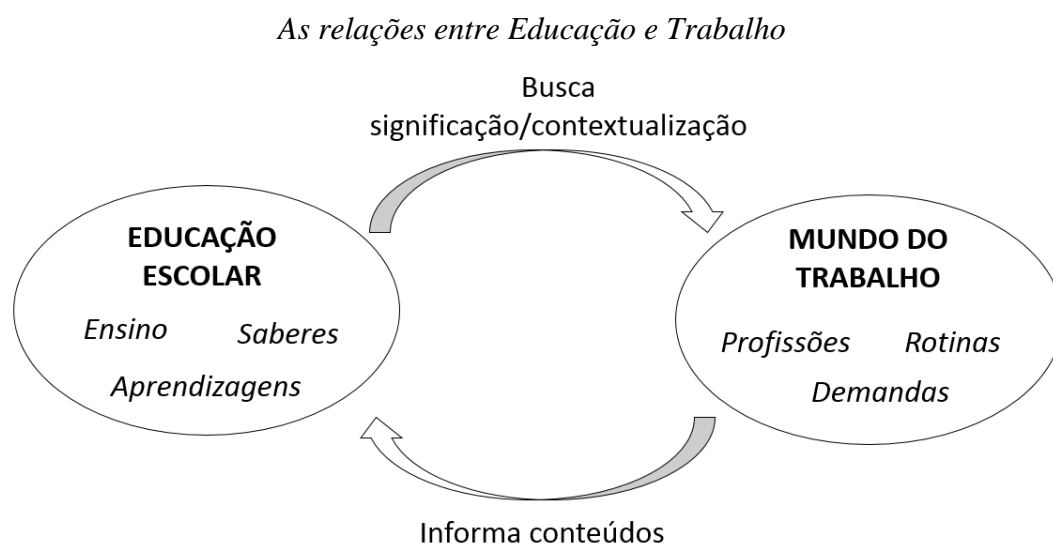 As relações entre Educação e Trabalho
Busca
significação/contextualização
EDUCAÇÃO
ESCOLAR
Ensino Saberes
Aprendizagens
MUNDO DO
TRABALHO
Profissões Rotinas
Demandas
Informa conteúdos